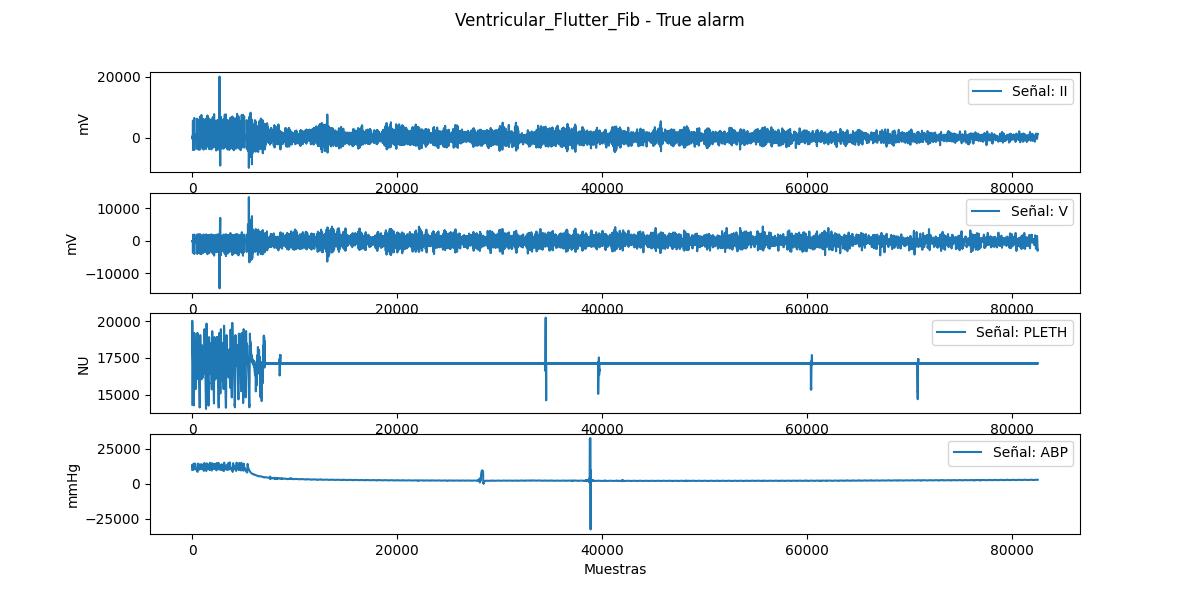 Ventricular_Flutter_Fib - True alarm
20000
0
mV
Señal: II
0 20000 40000 60000 80000
10000
0
−10000
mV
Señal: V
0 20000 40000 60000 80000
20000
17500
15000
NU
Señal: PLETH
0 20000 40000 60000 80000
25000
0
−25000
mmHg
Señal: ABP
0 20000 40000 60000 80000
Muestras